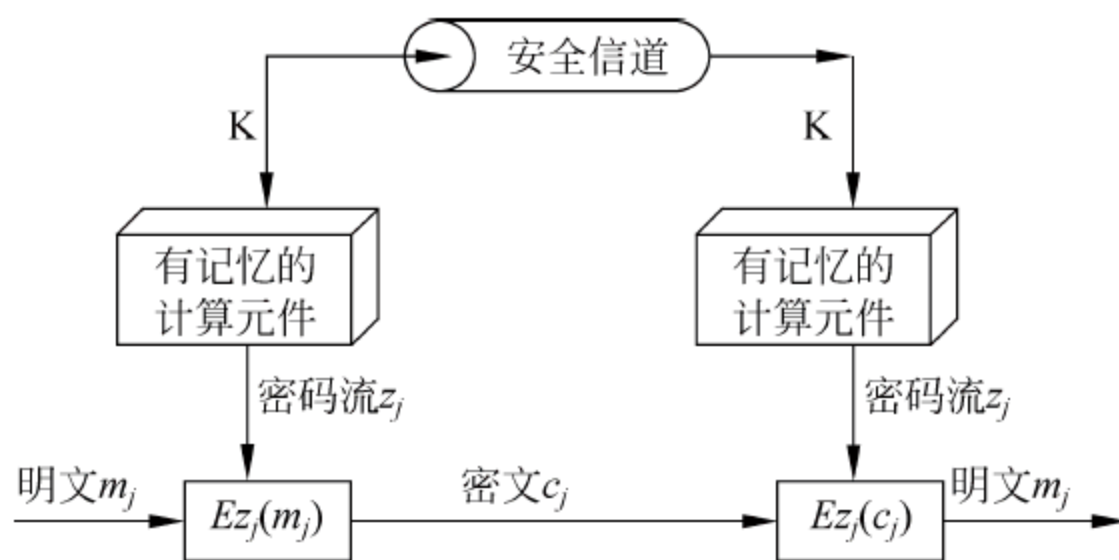 安全信道
K
K
有记忆的
计算元件
有记忆的
计算元件
密码流zj
密码流zj
明文mj
Ezj(mj)
密文cj
Ezj(cj)
明文mj